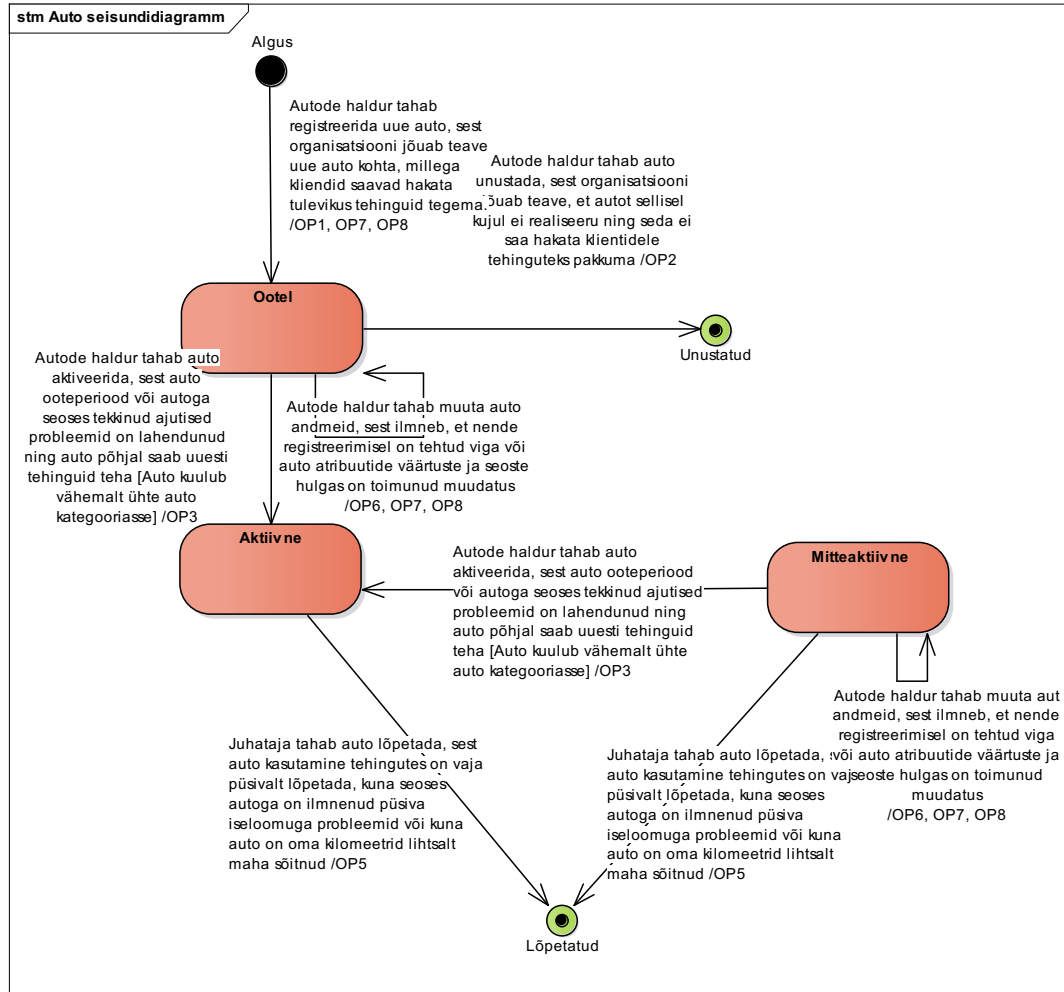 stm Auto seisundidiagramm
Algus
Autode haldur tahab
registreerida uue auto, sest
organisatsiooni jõuab teave
uue auto kohta, millega
kliendid saavad hakata
tulevikus tehinguid tegema.
/OP1, OP7, OP8
Autode haldur tahab auto
unustada, sest organisatsiooni
jõuab teave, et autot sellisel
kujul ei realiseeru ning seda ei
saa hakata klientidele
tehinguteks pakkuma /OP2
Ootel
Unustatud
Autode haldur tahab auto
aktiveerida, sest auto
ooteperiood või autoga
seoses tekkinud ajutised
probleemid on lahendunud
ning auto põhjal saab uuesti
tehinguid teha [Auto kuulub
vähemalt ühte auto
kategooriasse] /OP3
Autode haldur tahab muuta auto
andmeid, sest ilmneb, et nende
registreerimisel on tehtud viga või
auto atribuutide väärtuste ja seoste
hulgas on toimunud muudatus
/OP6, OP7, OP8
Aktiivne
Autode haldur tahab auto
aktiveerida, sest auto ooteperiood
või autoga seoses tekkinud ajutised
probleemid on lahendunud ning
auto põhjal saab uuesti tehinguid
teha [Auto kuulub vähemalt ühte
auto kategooriasse] /OP3
Mitteaktiivne
Autode haldur tahab muuta aut
andmeid, sest ilmneb, et nende
registreerimisel on tehtud viga
või auto atribuutide väärtuste ja
seoste hulgas on toimunud
muudatus
/OP6, OP7, OP8
Juhataja tahab auto lõpetada, sest
auto kasutamine tehingutes on vaja
püsivalt lõpetada, kuna seoses
autoga on ilmnenud püsiva
iseloomuga probleemid või kuna
auto on oma kilomeetrid lihtsalt
maha sõitnud /OP5
Juhataja tahab auto lõpetada,
auto kasutamine tehingutes on vaj
püsivalt lõpetada, kuna seoses
autoga on ilmnenud püsiva
iseloomuga probleemid või kuna
auto on oma kilomeetrid lihtsalt
maha sõitnud /OP5
Lõpetatud